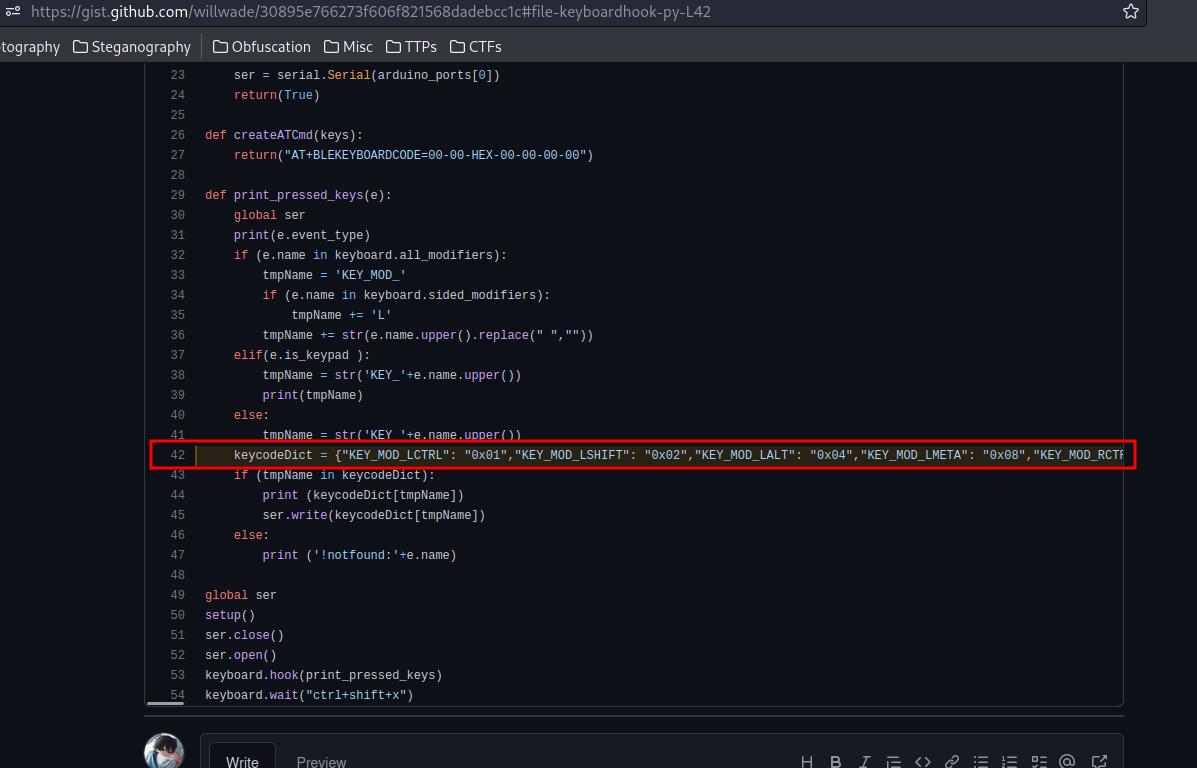 https://gist.github.com/willwade/30895e766273f606f821568dadebcc1c#file-keyboardhook-py-L42
tography Steganography Obfuscation Misc TTPs CTFs
23 ser = serial.Serial(arduino_ports[0])
24 return(True)
25
26 def createATCmd(keys):
27 return("AT+BLEKEYBOARDCODE=00-00-HEX-00-00-00-00")
28
29 def print_pressed_keys(e):
30 global ser
31 print(e.event_type)
32 if (e.name in keyboard.all_modifiers):
33 tmpName = 'KEY_MOD_'
34 if (e.name in keyboard.sided_modifiers):
35 tmpName += 'L'
36 tmpName += str(e.name.upper().replace(" ",""))
37 elif(e.is_keypad ):
38 tmpName = str('KEY_'+e.name.upper())
39 print(tmpName)
40 else:
41 tmpName = str('KEY_'+e.name.upper())
42 keycodeDict = {"KEY_MOD_LCTRL": "0x01","KEY_MOD_LSHIFT": "0x02","KEY_MOD_LALT": "0x04","KEY_MOD_LMETA": "0x08","KEY_MOD_RCTR
43 if (tmpName in keycodeDict):
44 print (keycodeDict[tmpName])
45 ser.write(keycodeDict[tmpName])
46 else:
47 print ('!notfound:'+e.name)
48
49 global ser
50 setup()
51 ser.close()
52 ser.open()
53 keyboard.hook(print_pressed_keys)
54 keyboard.wait("ctrl+shift+x")
Write Preview